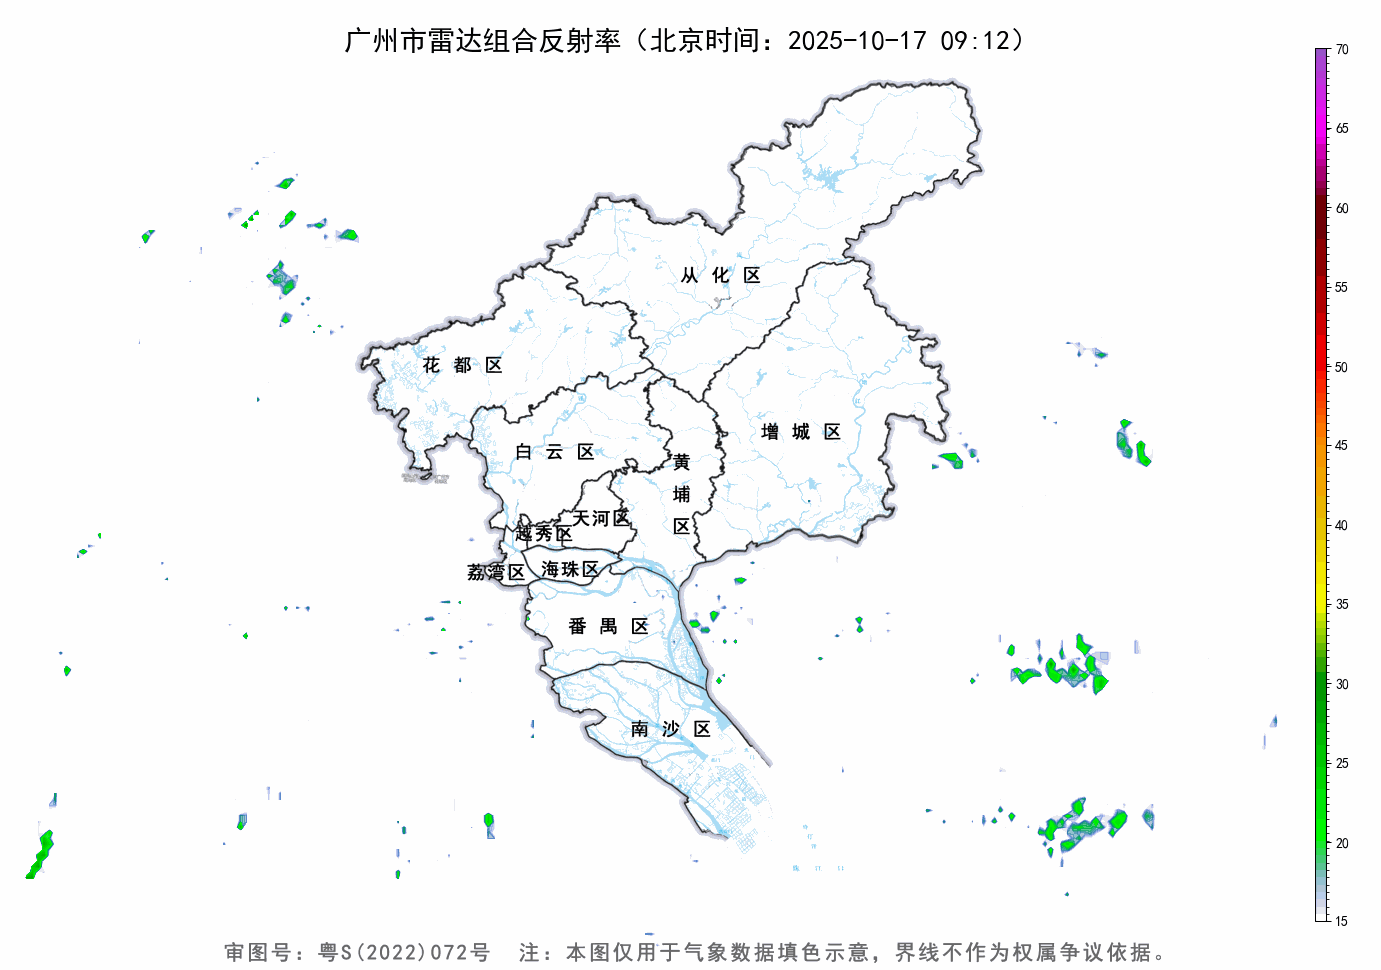 广州市雷达组合反射率（北京时间：2025-10-17 09:12）
70
65
60
55
50
45
40
35
30
25
20
15
从化区
花都区
增城区
白云区
黄埔区
天河区
越秀区
荔湾区
海珠区
番禺区
南沙区
审图号：粤S(2022)072号 注：本图仅用于气象数据填色示意，界线不作为权属争议依据。